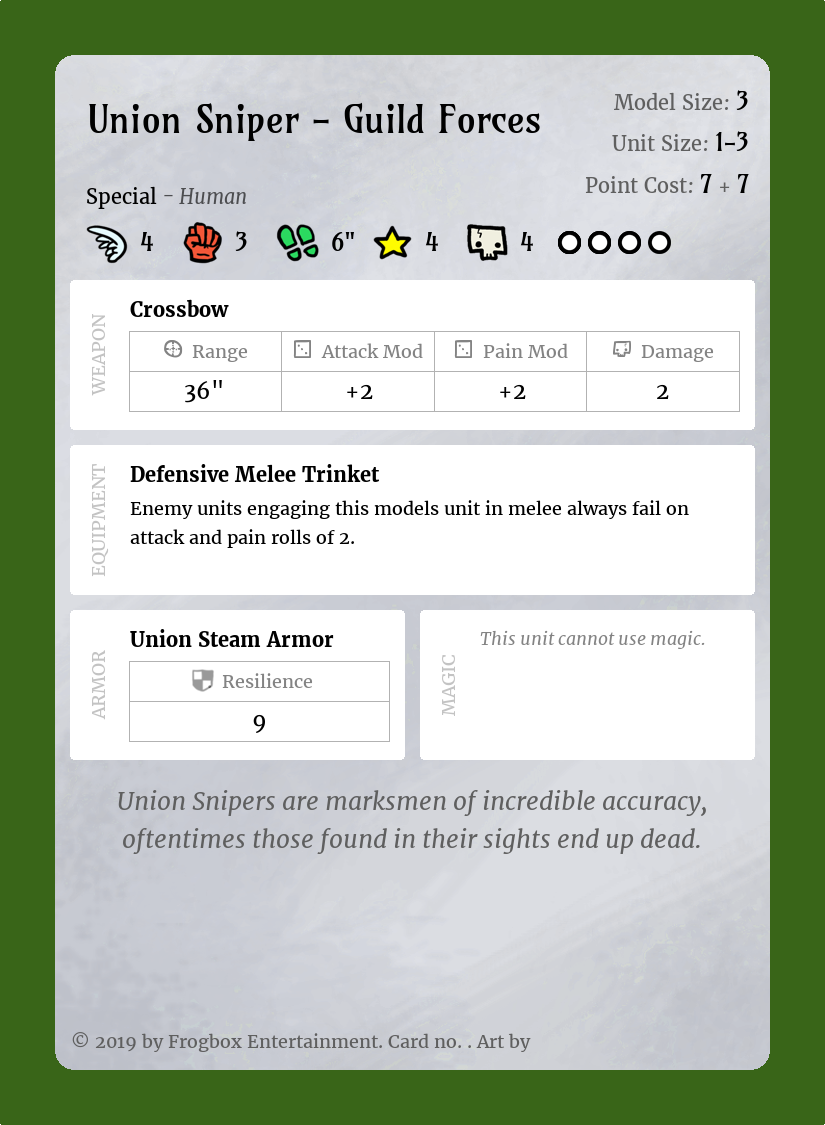 Union Sniper – Guild Forces
Model Size: 3
Unit Size: 1–3
Point Cost: 7 + 7
Special – Human
4 3 6" 4 4
WEAPON
Crossbow
Range Attack Mod Pain Mod Damage
36" +2 +2 2
EQUIPMENT
Defensive Melee Trinket
Enemy units engaging this models unit in melee always fail on
attack and pain rolls of 2.
ARMOR
Union Steam Armor
Resilience
9
MAGIC
This unit cannot use magic.
Union Snipers are marksmen of incredible accuracy,
oftentimes those found in their sights end up dead.
© 2019 by Frogbox Entertainment. Card no. . Art by